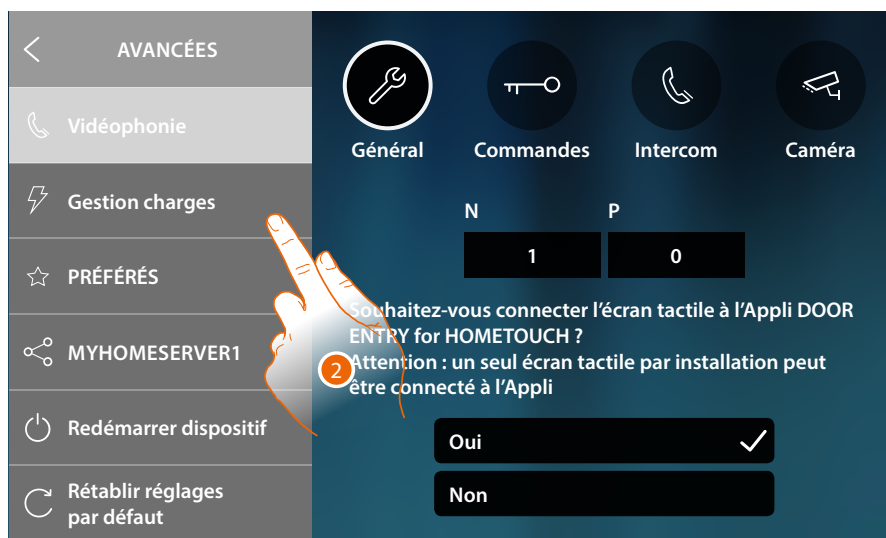 AVANCÉES
Vidéophonie
Gestion charges
PRÉFÉRÉS
MYHOMESERVER1
Redémarrer dispositif
Rétablir réglages
par défaut
Général
Commandes
Intercom
Caméra
N
P
1
0
Souhaitez-vous connecter l'écran tactile à l'Appli DOOR
ENTRY for HOMETOUCH ?
Attention : un seul écran tactile par installation peut
être connecté à l'Appli
2
Oui
Non